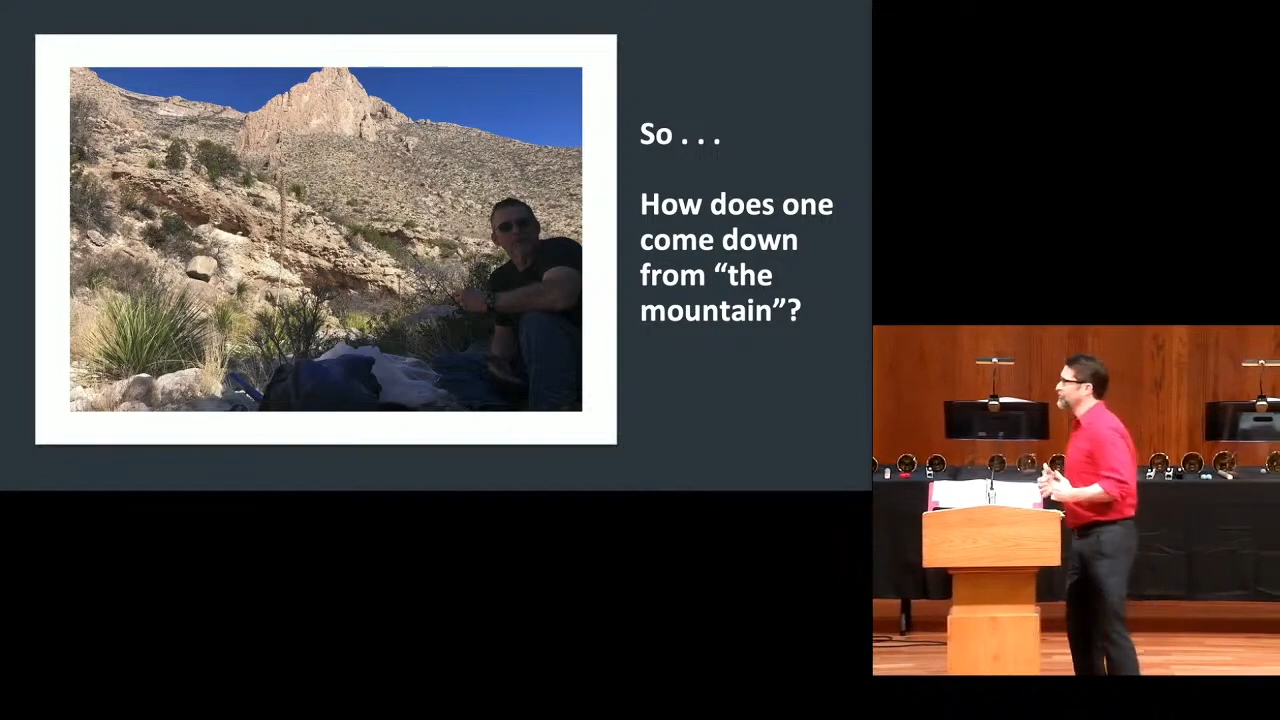 So . . .
How does one
come down
from “the
mountain”?